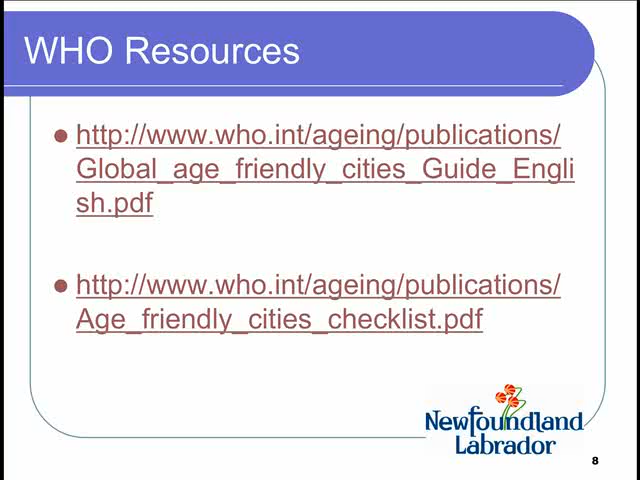 WHO Resources
http://www.who.int/ageing/publications/
Global_age_friendly_cities_Guide_Engli
sh.pdf
http://www.who.int/ageing/publications/
Age_friendly_cities_checklist.pdf
Newfoundland
Labrador
8